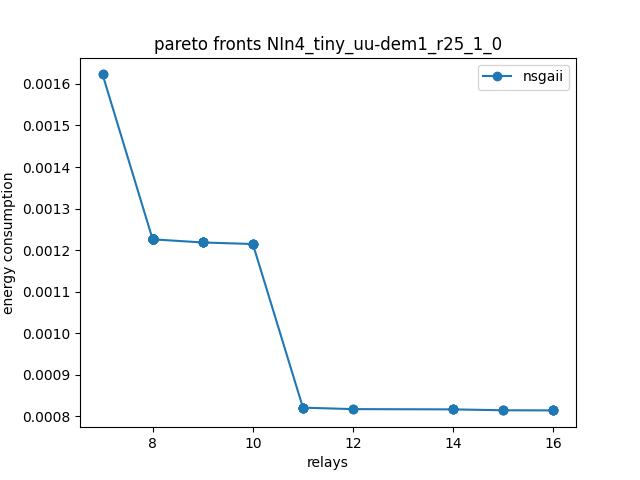 pareto fronts NIn4_tiny_uu-dem1_r25_1_0
nsgaii
0.0016
0.0015
0.0014
0.0013
0.0012
0.0011
0.0010
0.0009
0.0008
energy consumption
8 10 12 14 16
relays